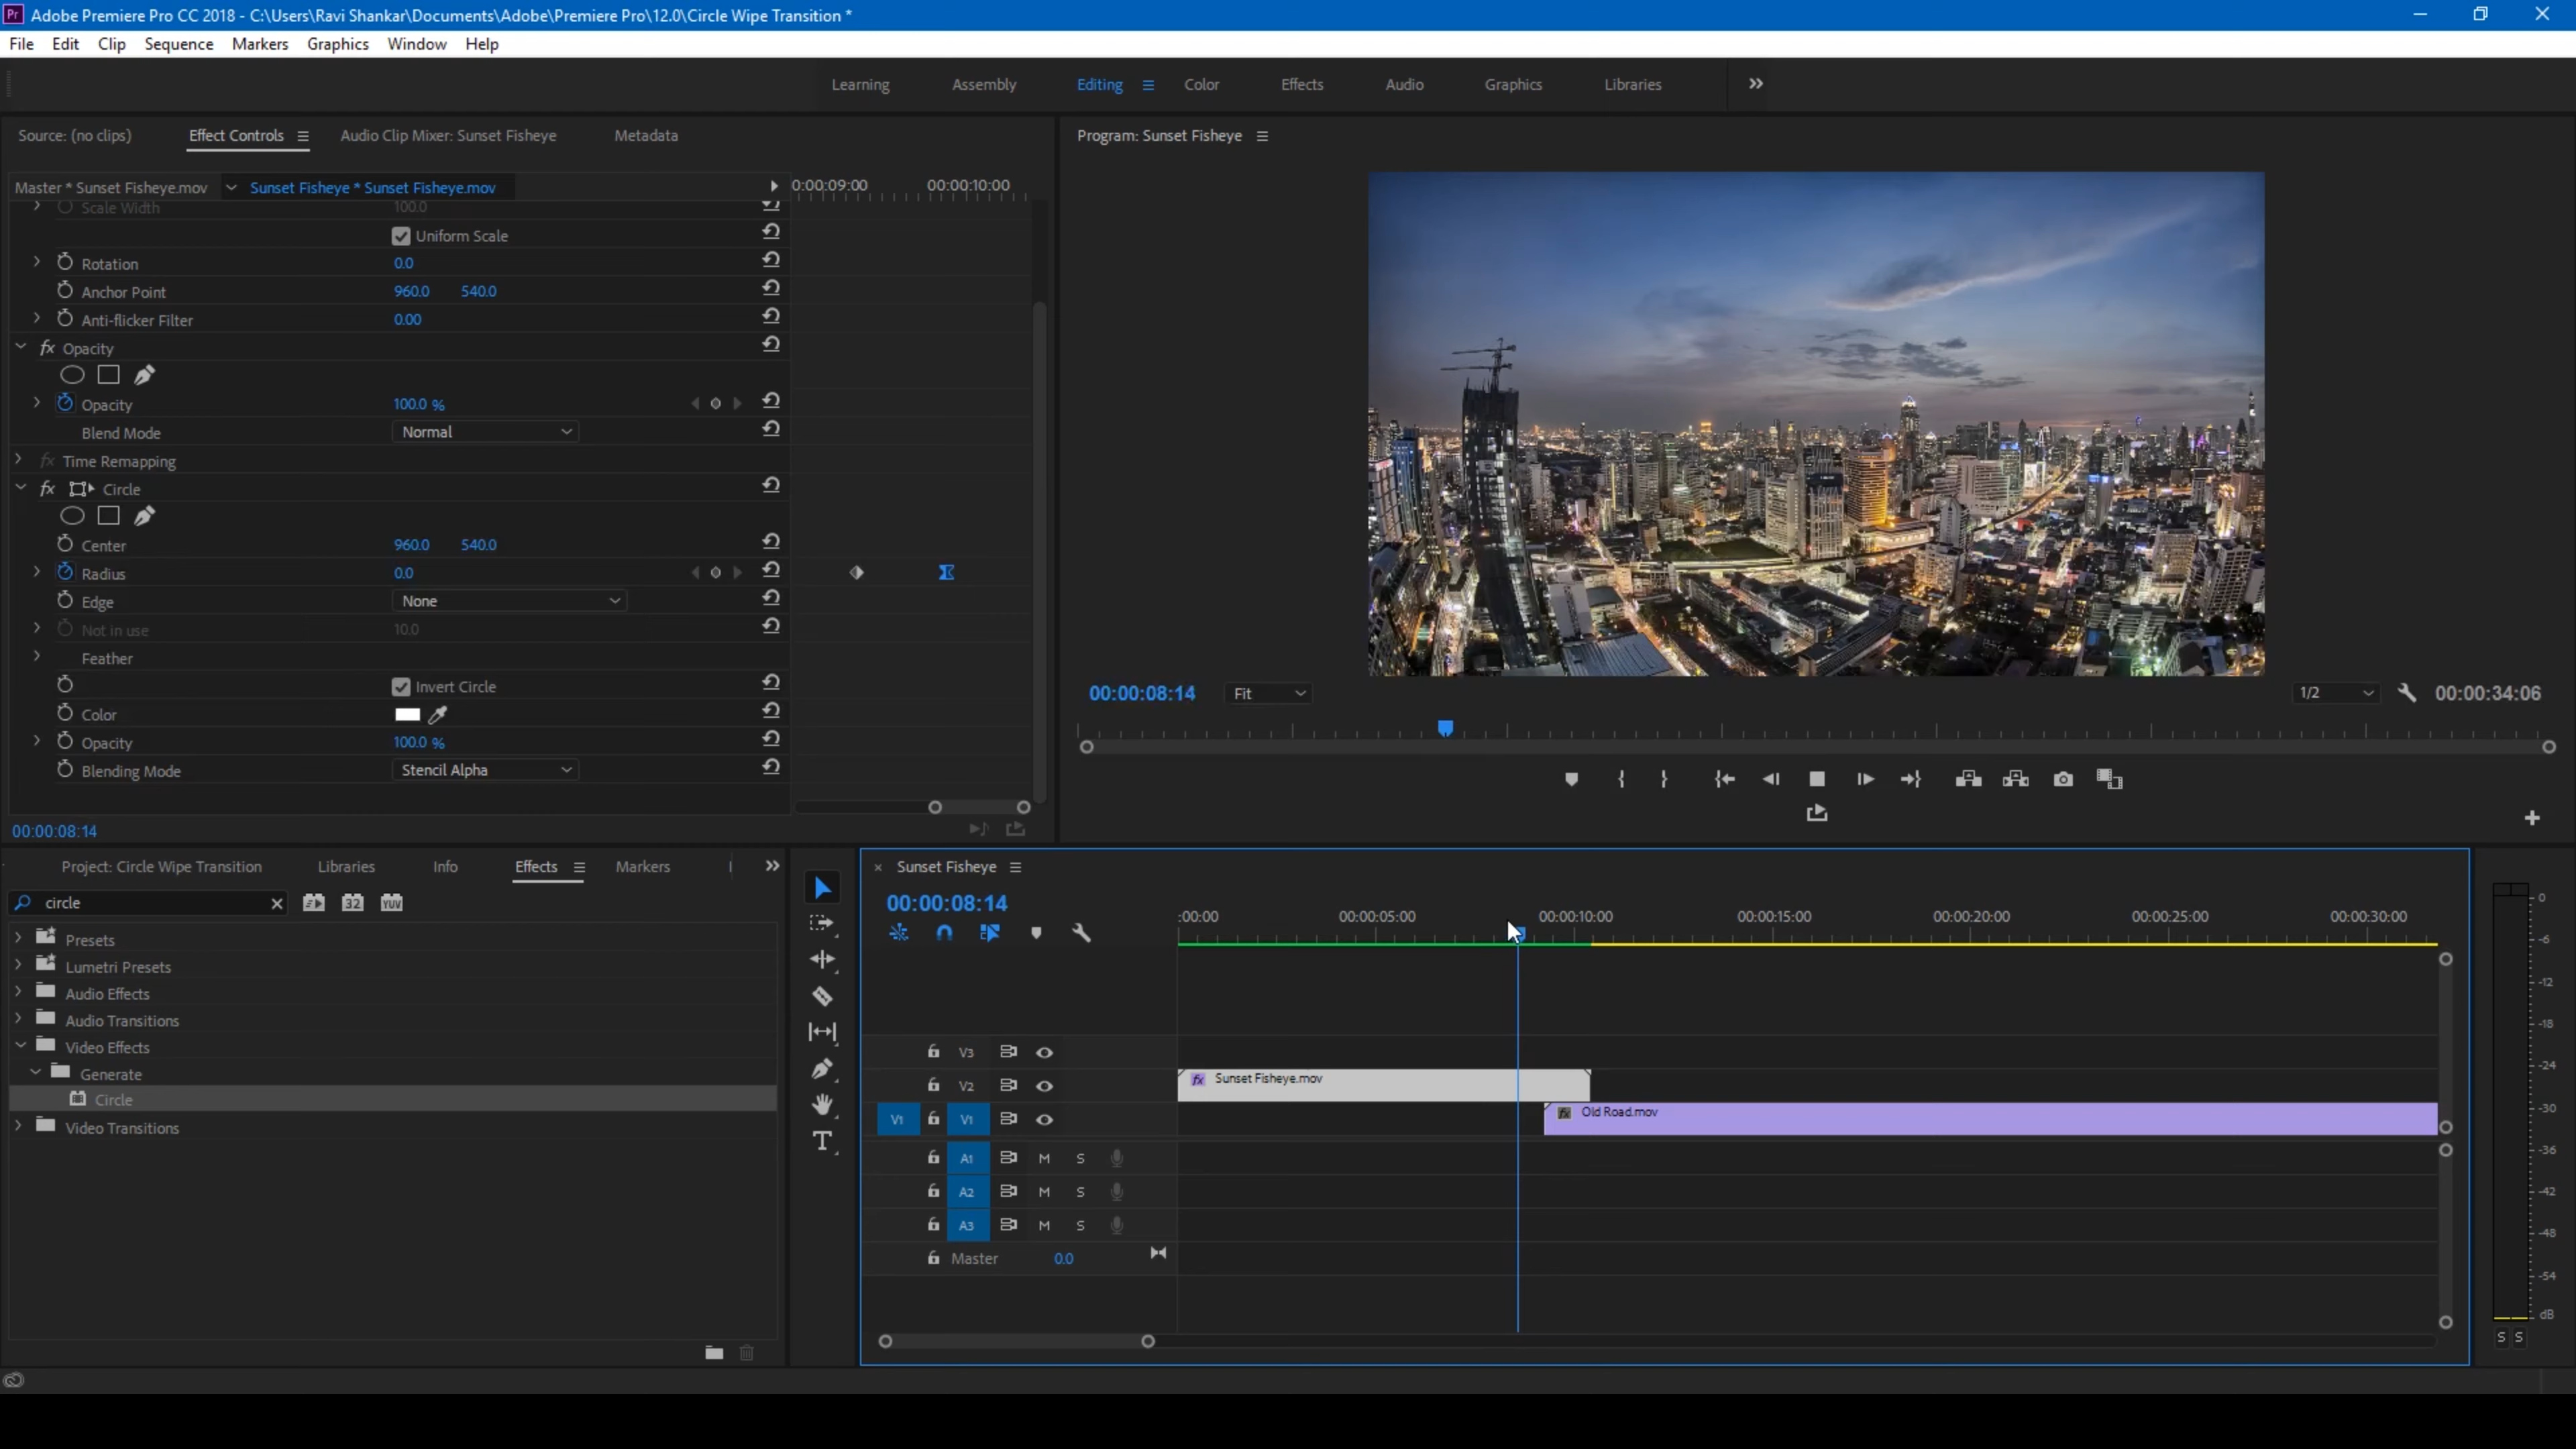 Pr Adobe Premiere Pro CC 2018 - C:\Users\Ravi Shankar\Documents\Adobe\Premiere Pro\12.0\Circle Wipe Transition *
File Edit Clip Sequence Markers Graphics Window Help
Learning Assembly Editing Color Effects Audio Graphics Libraries
Source: (no clips) Effect Controls Audio Clip Mixer: Sunset Fisheye Metadata
Program: Sunset Fisheye
Master * Sunset Fisheye.mov Sunset Fisheye * Sunset Fisheye.mov 0:00:09:00 00:00:10:00
Scale Width 100.0
Uniform Scale
Rotation 0.0
Anchor Point 960.0 540.0
Anti-flicker Filter 0.00
fx Opacity
Opacity 100.0 %
Blend Mode Normal
fx Time Remapping
fx Circle
Center 960.0 540.0
Radius 0.0
Edge None
Not in use 10.0
Feather
Invert Circle
Color
Opacity 100.0 %
Blending Mode Stencil Alpha
00:00:08:14
00:00:08:14 Fit 1/2 00:00:34:06
Project: Circle Wipe Transition Libraries Info Effects Markers
circle 32 YUV
Presets
Lumetri Presets
Audio Effects
Audio Transitions
Video Effects
Generate
Circle
Video Transitions
Sunset Fisheye
00:00:08:14
:00:00 00:00:05:00 00:00:10:00 00:00:15:00 00:00:20:00 00:00:25:00 00:00:30:00
V3
V2 fx Sunset Fisheye.mov
V1 V1 fx Old Road.mov
A1 M S
A2 M S
A3 M S
Master 0.0
0
-6
-12
-18
-24
-30
-36
-42
-48
-54
dB
S S